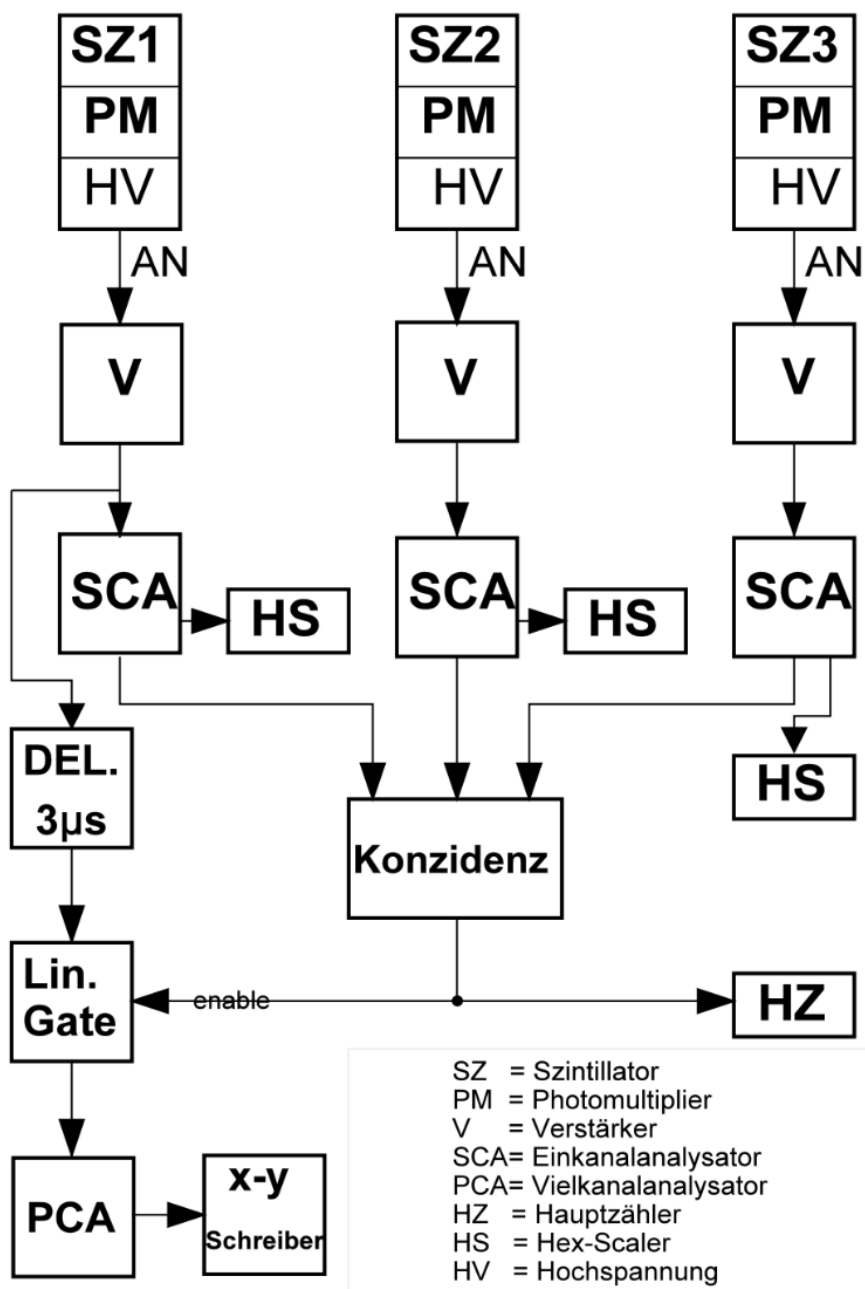 SZ1
PM
HV
AN
SZ2
PM
HV
AN
SZ3
PM
HV
AN
V
V
V
SCA
HS
SCA
HS
SCA
HS
DEL.
3µs
Konzidenz
Lin.
Gate
enable
HZ
PCA
x-y
Schreiber
SZ = Szintillator
PM = Photomultiplier
V = Verstärker
SCA= Einkanalanalysator
PCA= Vielkanalanalysator
HZ = Hauptzähler
HS = Hex-Scaler
HV = Hochspannung